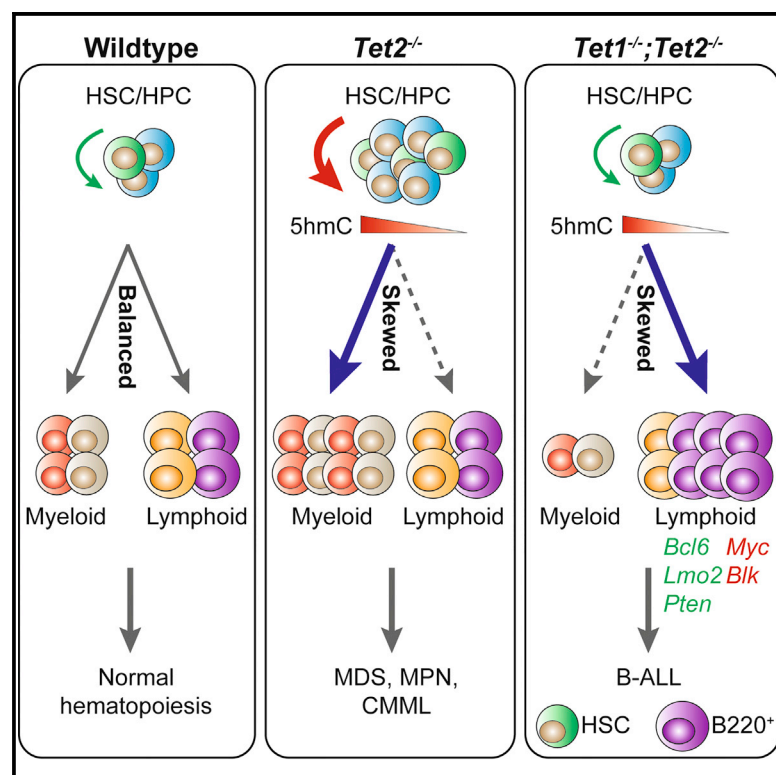 Wildtype
HSC/HPC
Balanced
Myeloid Lymphoid
Normal
hematopoiesis
Tet2-/-
HSC/HPC
5hmC
Skewed
Myeloid Lymphoid
MDS, MPN,
CMML
Tet1-/-;Tet2-/-
HSC/HPC
5hmC
Skewed
Myeloid Lymphoid
Bcl6 Myc
Lmo2 Blk
Pten
B-ALL
HSC B220+